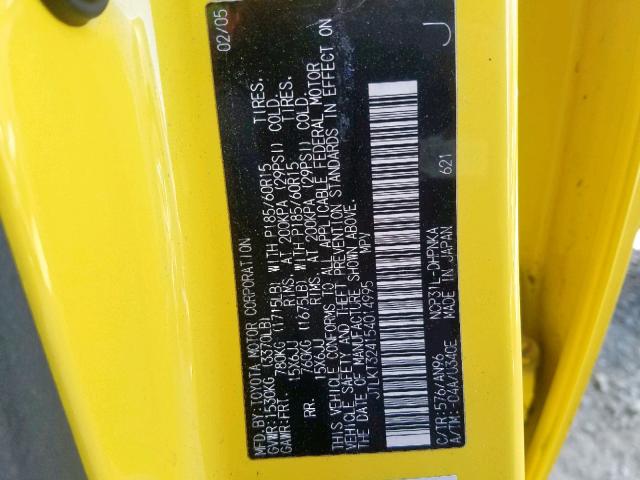 MFD.BY:TOYOTA MOTOR CORPORATION 02/05
GVWR:1530KG (3370LB)
GAWR:FRT. 780KG (1715LB) WITH P185/60R15 TIRES.
15X6JJ RIMS. AT 200KPA (29PSI) COLD.
RR. 760KG (1675LB) WITH P185/60R15 TIRES.
15X6JJ RIMS. AT 200KPA (29PSI) COLD.
THIS VEHICLE CONFORMS TO ALL APPLICABLE FEDERAL MOTOR
VEHICLE SAFETY AND THEFT PREVENTION STANDARDS IN EFFECT ON
THE DATE OF MANUFACTURE SHOWN ABOVE.
JTLKT324154014995 MPV
C/TR:576/AN96 NCP31L-DHPNKA
A/TM:-C4A/U340E MADE IN JAPAN 621 J